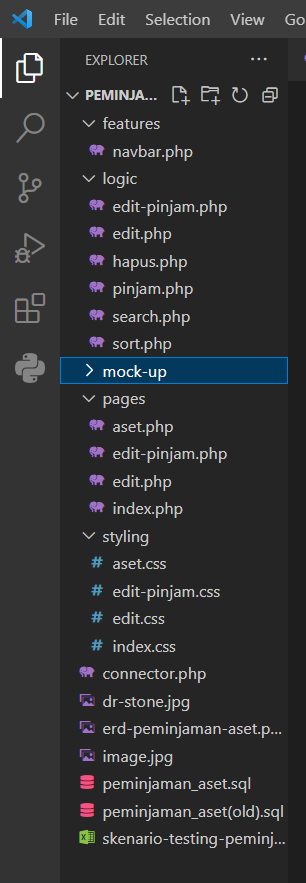 File Edit Selection View Go
EXPLORER ...
PEMINJA...
features
navbar.php
logic
edit-pinjam.php
edit.php
hapus.php
pinjam.php
search.php
sort.php
mock-up
pages
aset.php
edit-pinjam.php
edit.php
index.php
styling
# aset.css
# edit-pinjam.css
# edit.css
# index.css
connector.php
dr-stone.jpg
erd-peminjaman-aset.p...
image.jpg
peminjaman_aset.sql
peminjaman_aset(old).sql
skenario-testing-peminj...